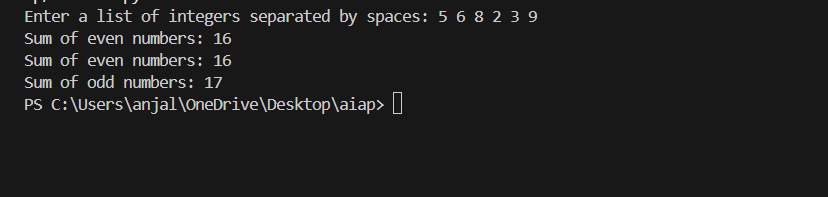 Enter a list of integers separated by spaces: 5 6 8 2 3 9
Sum of even numbers: 16
Sum of even numbers: 16
Sum of odd numbers: 17
PS C:\Users\anjal\OneDrive\Desktop\aiap>